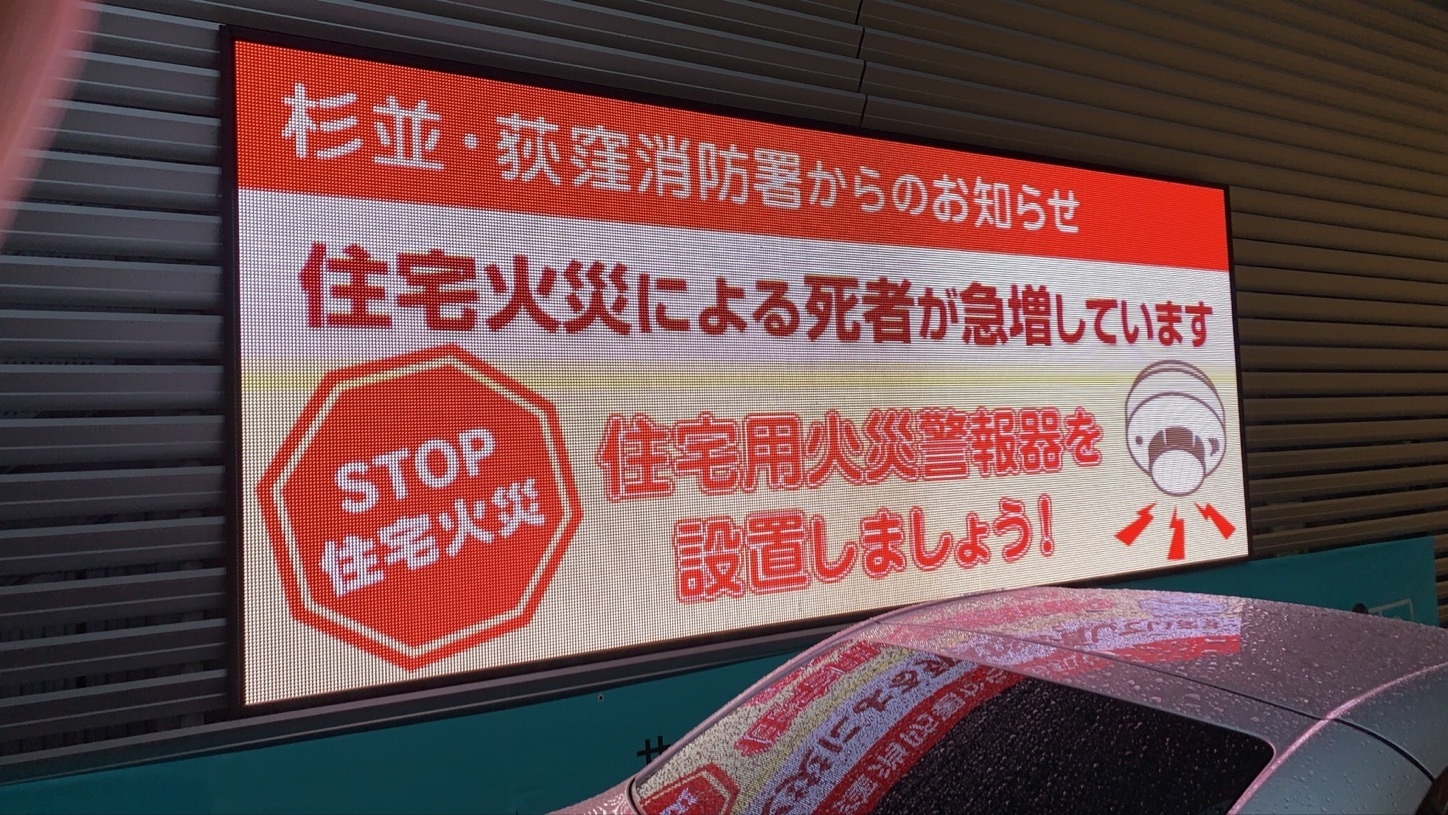 杉並・荻窪消防署からのお知らせ
住宅火災による死者が急増しています
STOP
住宅火災
住宅用火災警報器を
設置しましょう!